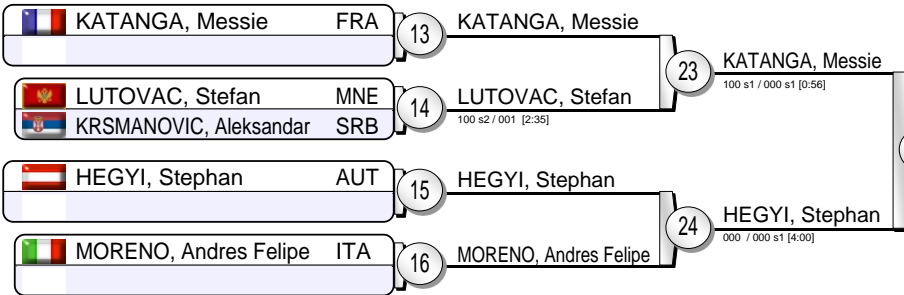 KATANGA, Messie FRA
13
KATANGA, Messie
LUTOVAC, Stefan MNE
KRSMANOVIC, Aleksandar SRB
14
LUTOVAC, Stefan
100 s2 / 001 [2:35]
23
KATANGA, Messie
100 s1 / 000 s1 [0:56]
HEGYI, Stephan AUT
15
HEGYI, Stephan
MORENO, Andres Felipe ITA
16
MORENO, Andres Felipe
24
HEGYI, Stephan
000 / 000 s1 [4:00]